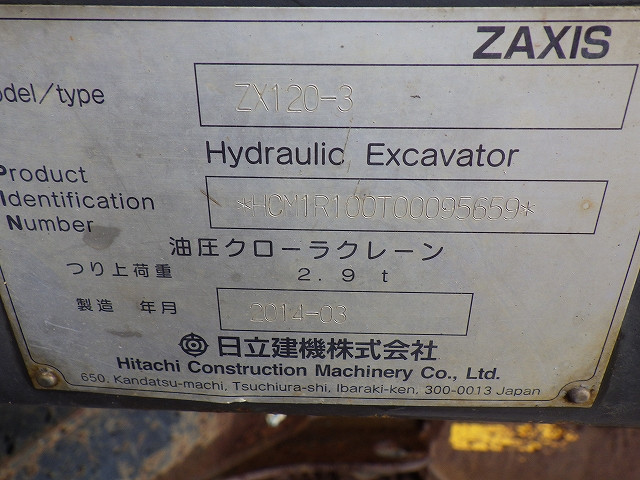 ZAXIS
odel/type ZX120-3
Hydraulic Excavator
Product
Identification *HCM1R100T00095659*
Number
油圧クローラクレーン
つり上荷重 2.9t
製造 年月 2014-03
日立建機株式会社
Hitachi Construction Machinery Co., Ltd.
650, Kandatsu-machi, Tsuchiura-shi, Ibaraki-ken, 300-0013 Japan